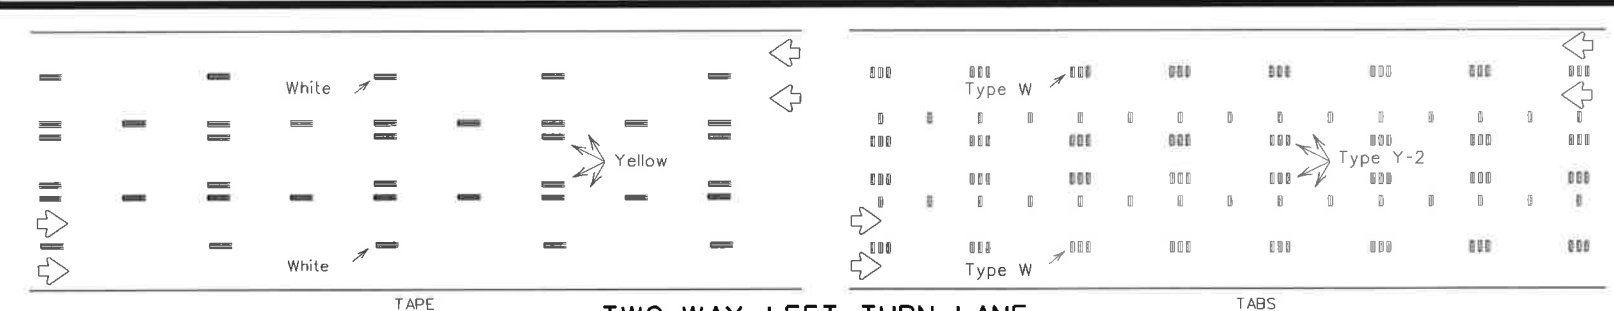 White
Yellow
White
TAPE
Type W
Type Y-2
Type W
TABS
TWO WAY LEFT TURN LANE